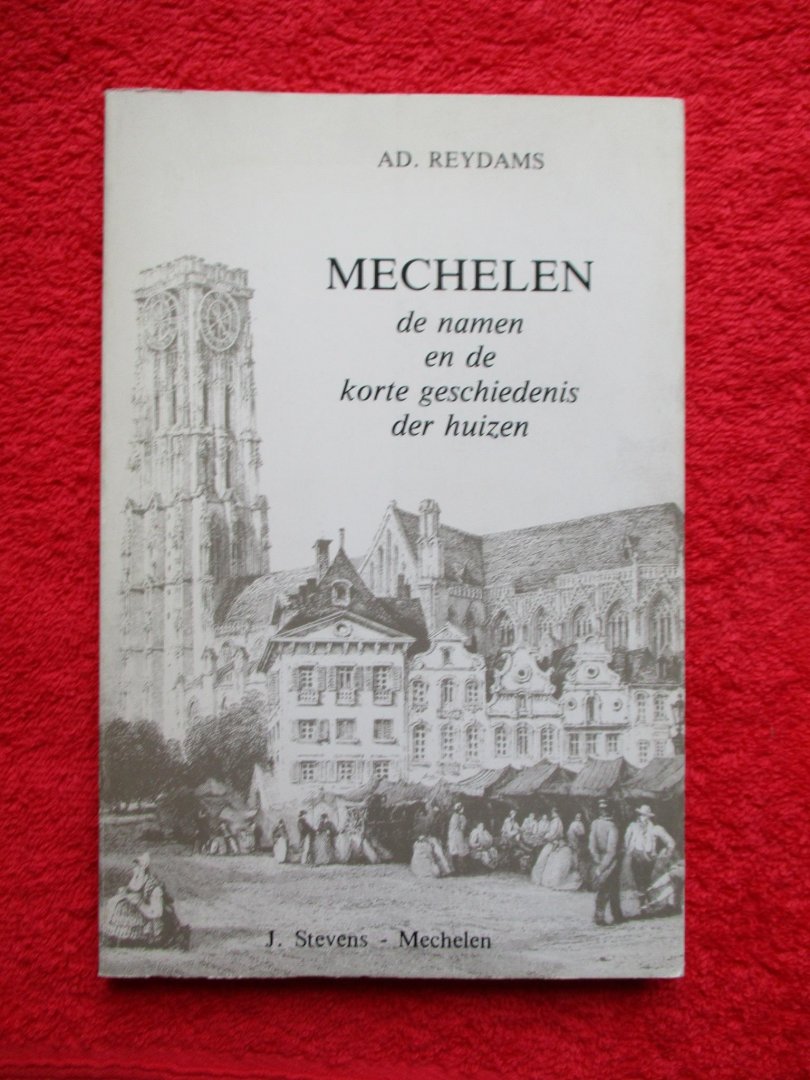 AD. REYDAMS
MECHELEN
de namen
en de
korte geschiedenis
der huizen
J. Stevens - Mechelen